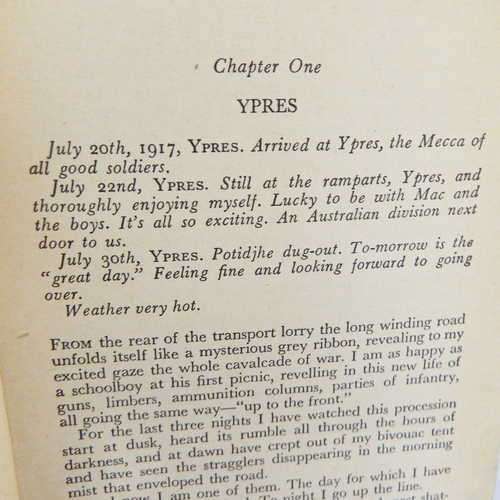 Chapter One
YPRES
July 20th, 1917, YPRES. Arrived at Ypres, the Mecca of
all good soldiers.
July 22nd, YPRES. Still at the ramparts, Ypres, and
thoroughly enjoying myself. Lucky to be with Mac and
the boys. It's all so exciting. An Australian division next
door to us.
July 30th, YPRES. Potidjhe dug-out. To-morrow is the
"great day." Feeling fine and looking forward to going
over.
Weather very hot.
FROM the rear of the transport lorry the long winding road
unfolds itself like a mysterious grey ribbon, revealing to my
excited gaze the whole cavalcade of war. I am as happy as
a schoolboy at his first picnic, revelling in this new life of
guns, limbers, ammunition columns, parties of infantry,
all going the same way—"up to the front."
For the last three nights I have watched this procession
start at dusk, heard its rumble all through the hours of
darkness, and at dawn have crept out of my bivouac tent
and have seen the stragglers disappearing in the morning
mist that enveloped the road.
now I am one of them. The day for which I have
To-night I go up the line.